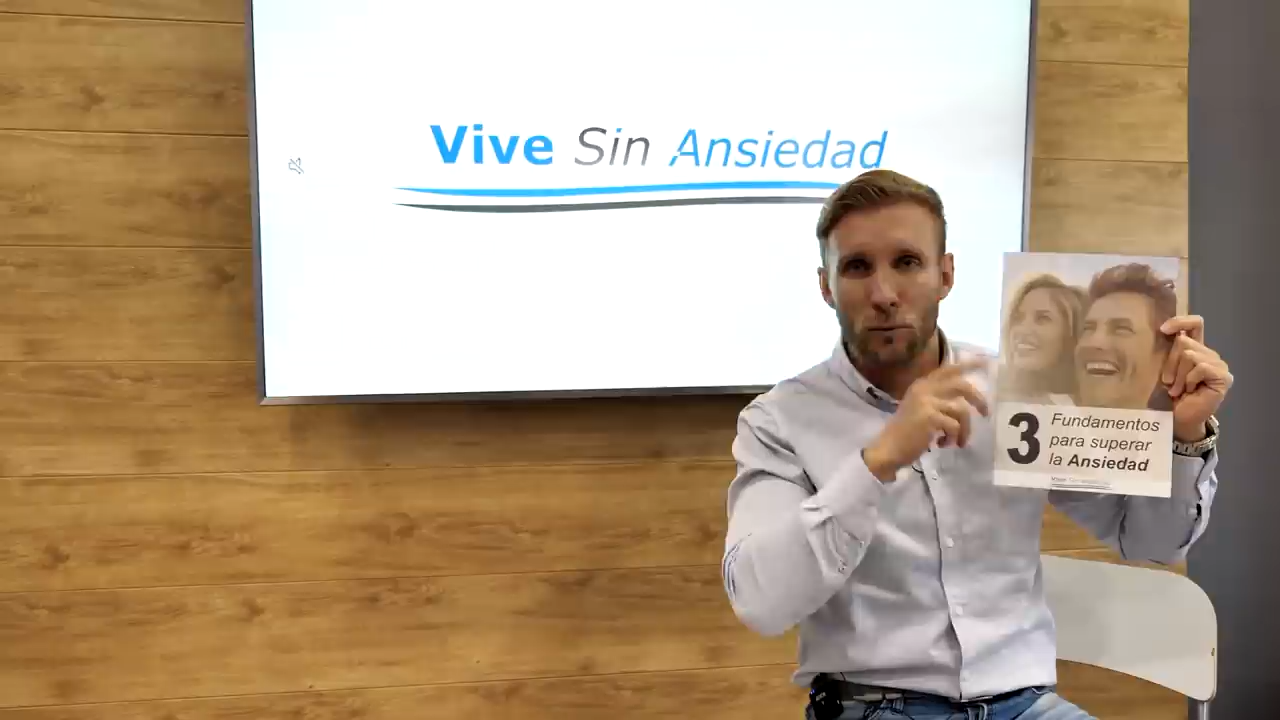 Vive Sin Ansiedad
3 Fundamentos
para superar
la Ansiedad